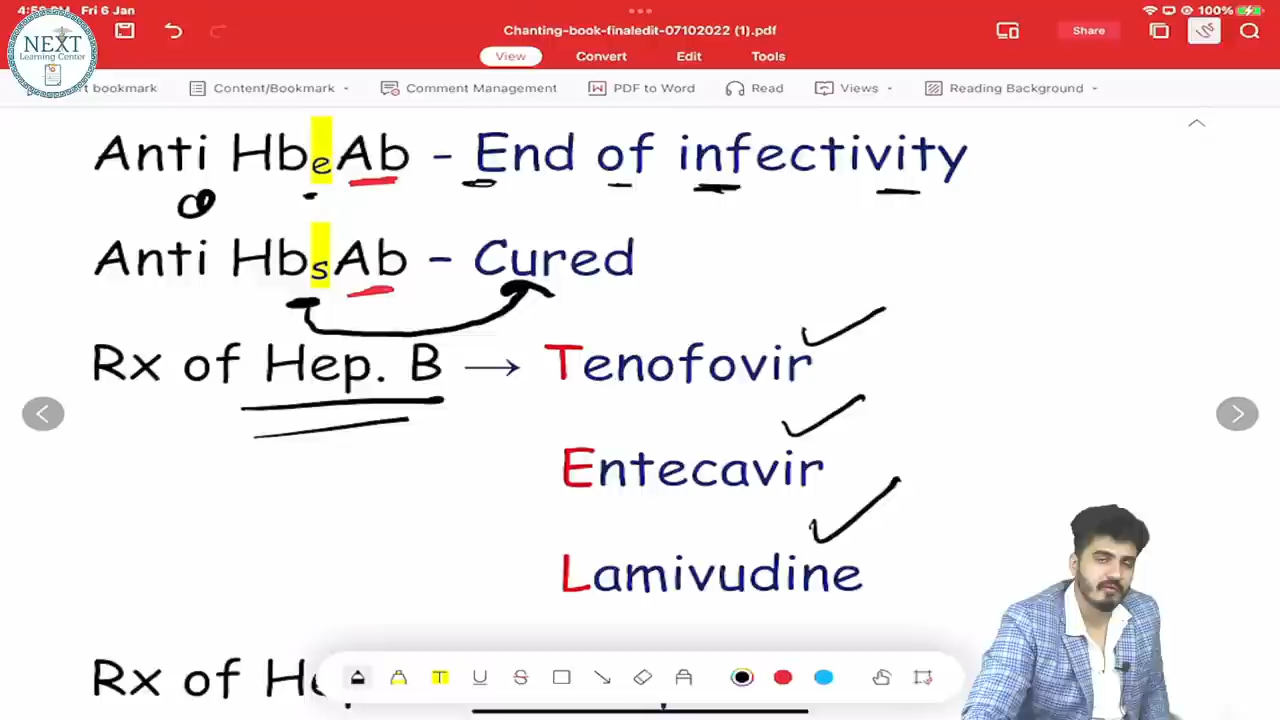 4:58 PM Fri 6 Jan
100%
NEXT
Learning Center
Chanting-book-finaledit-07102022 (1).pdf
Share
View Convert Edit Tools
bookmark Content/Bookmark Comment Management PDF to Word Read Views Reading Background
Anti HbeAb - End of infectivity
Anti HbsAb - Cured
Rx of Hep. B → Tenofovir
Entecavir
Lamivudine
Rx of